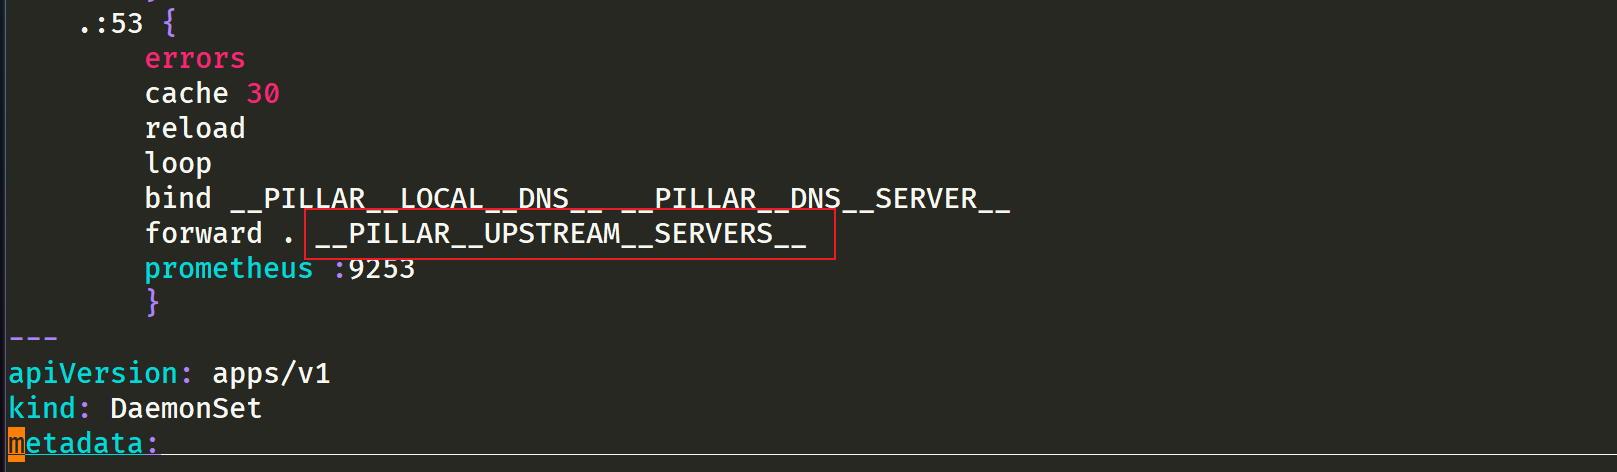 .:53 {
errors
cache 30
reload
loop
bind __PILLAR__LOCAL__DNS__ __PILLAR__DNS__SERVER__
forward . __PILLAR__UPSTREAM__SERVERS__
prometheus :9253
}
---
apiVersion: apps/v1
kind: DaemonSet
metadata: